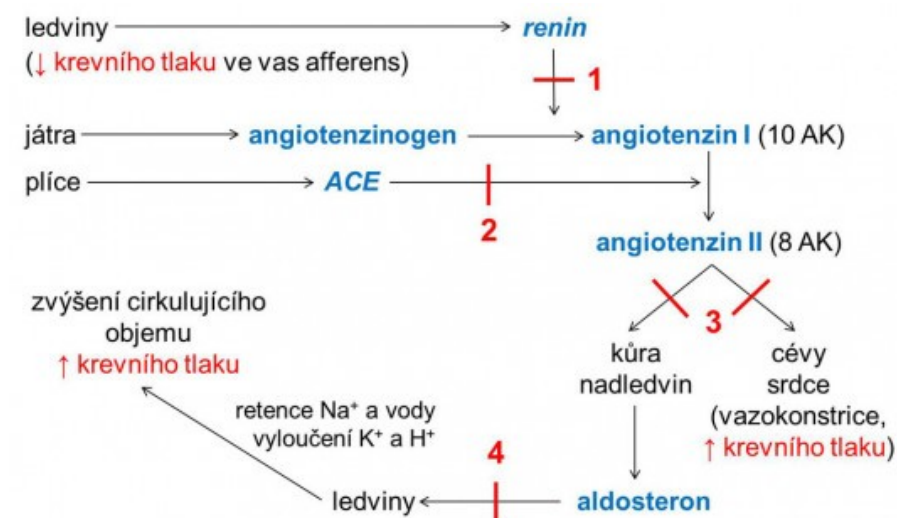 ledviny renin
(↓ krevního tlaku ve vas afferens)
1
játra angiotenzinogen angiotenzin I (10 AK)
plíce ACE
2
angiotenzin II (8 AK)
3
zvýšení cirkulujícího
objemu
↑ krevního tlaku
kůra
nadledvin
cévy
srdce
(vazokonstrice,
↑ krevního tlaku)
retence Na⁺ a vody
vyloučení K⁺ a H⁺
4
ledviny aldosteron